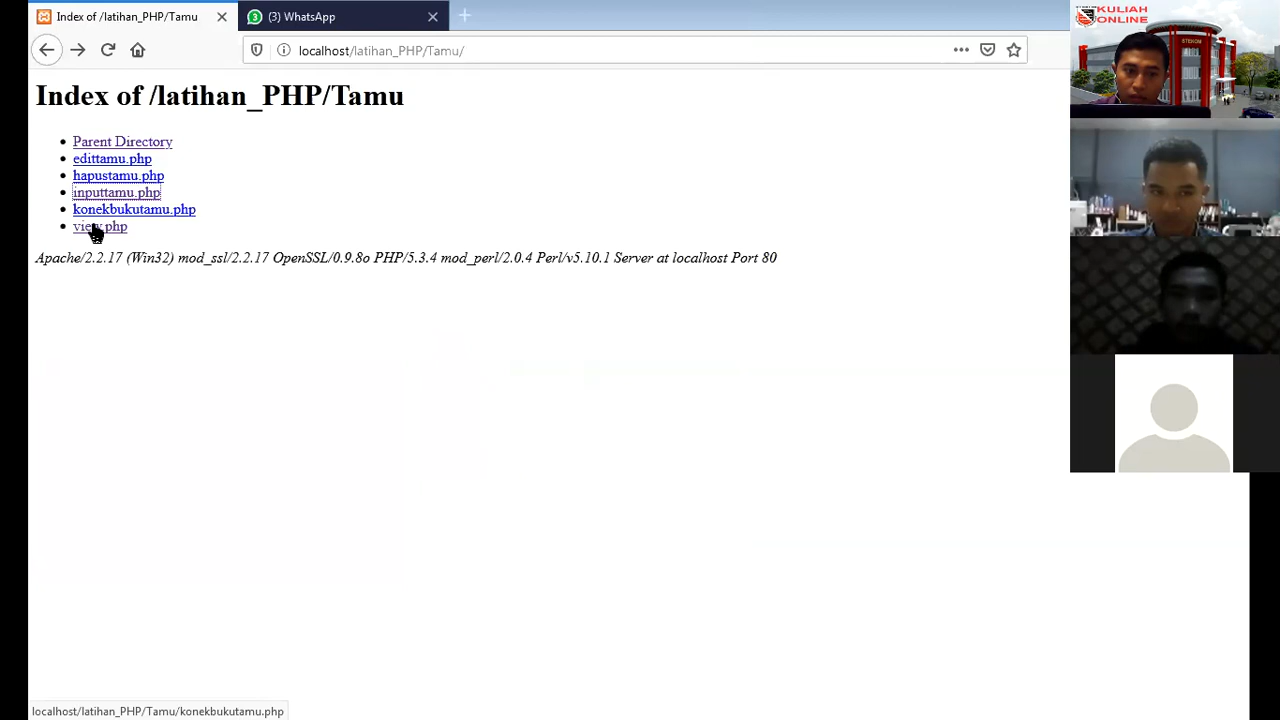 Index of /latihan_PHP/Tamu
(3) WhatsApp
localhost/latihan_PHP/Tamu/
Index of /latihan_PHP/Tamu
Parent Directory
edittamu.php
hapustamu.php
inputtamu.php
konekbukutamu.php
view.php
Apache/2.2.17 (Win32) mod_ssl/2.2.17 OpenSSL/0.9.8o PHP/5.3.4 mod_perl/2.0.4 Perl/v5.10.1 Server at localhost Port 80
localhost/latihan_PHP/Tamu/konekbukutamu.php
KULIAH
ONLINE
STEKOM